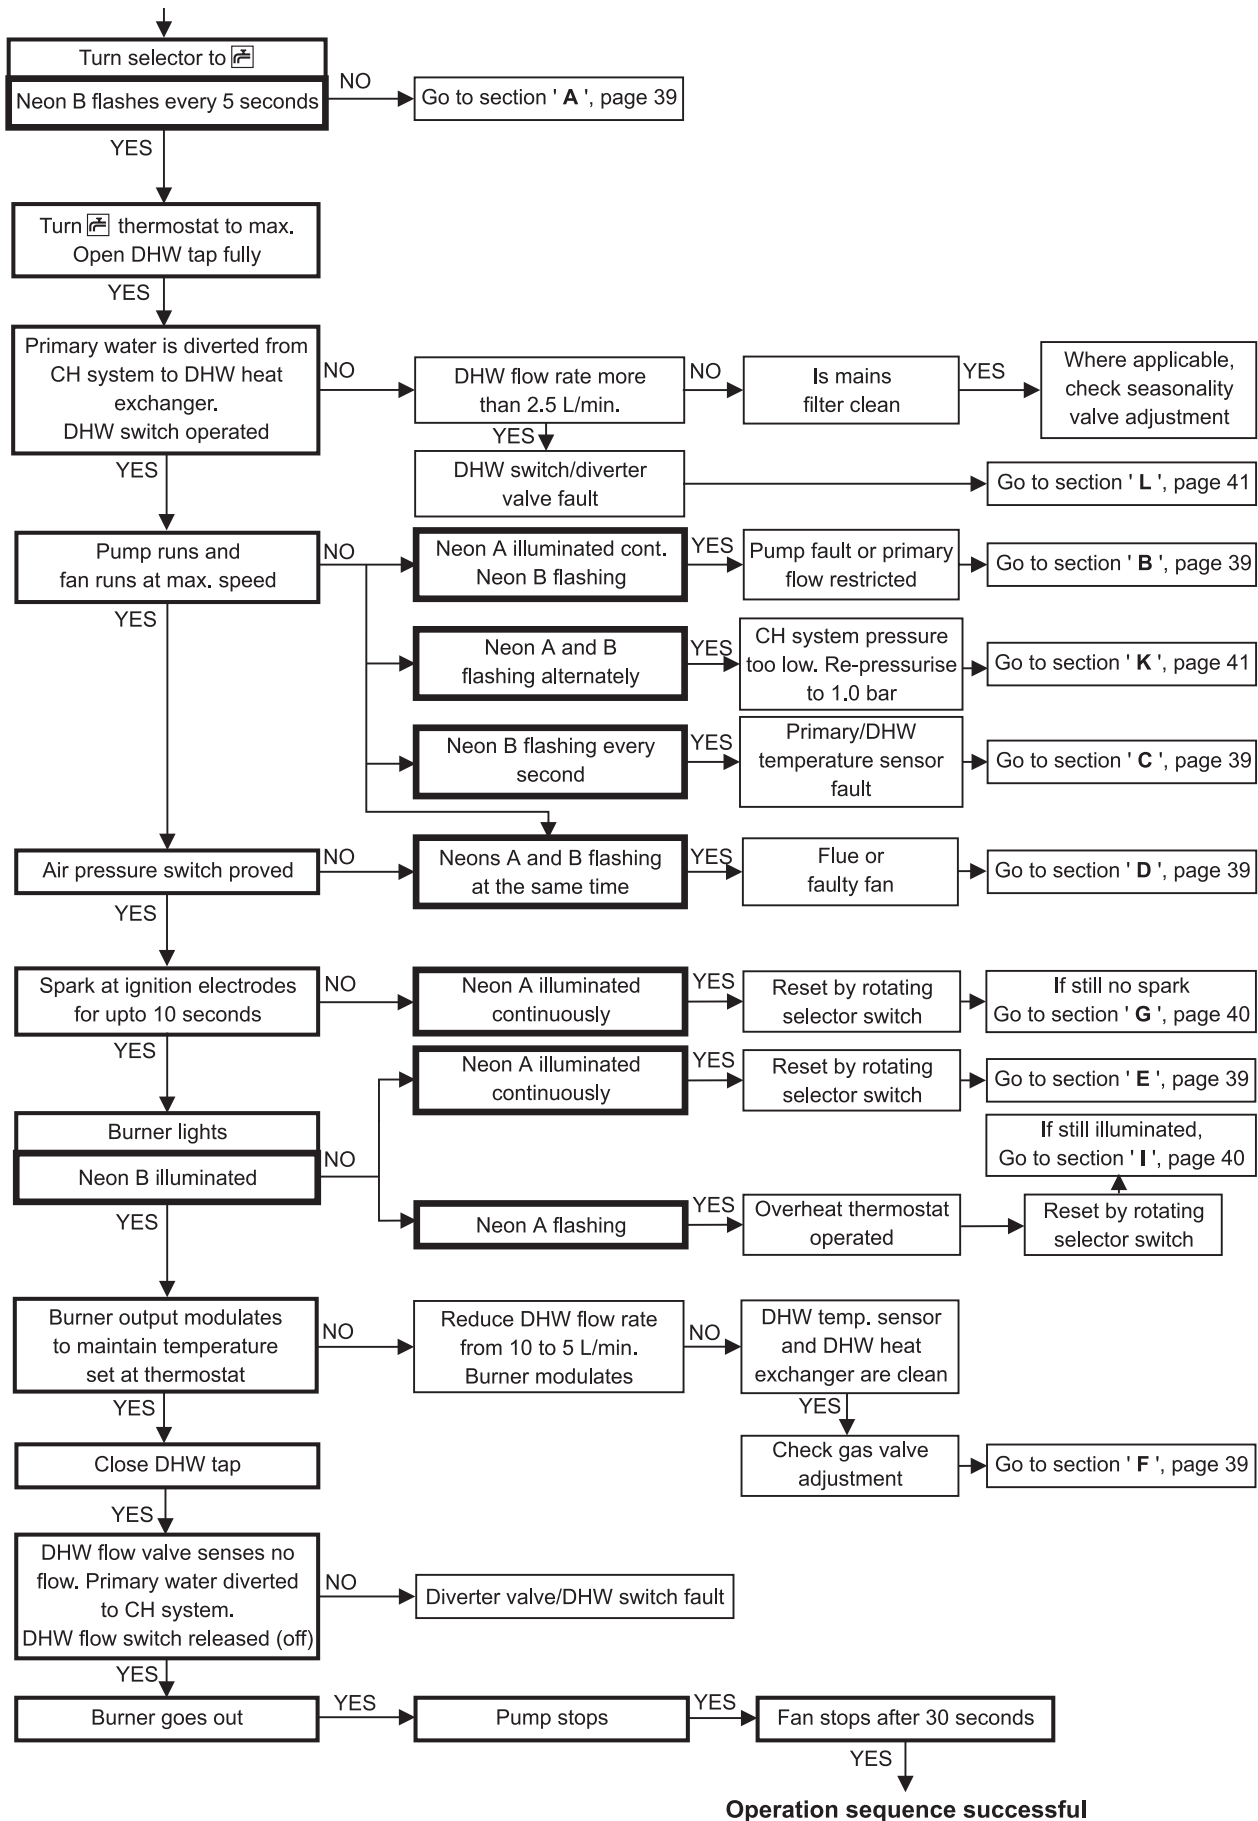 Turn selector to
Neon B flashes every 5 seconds
NO
Go to section ' A ', page 39
YES
Turn thermostat to max.
Open DHW tap fully
YES
Primary water is diverted from
CH system to DHW heat
exchanger.
DHW switch operated
NO
DHW flow rate more
than 2.5 L/min.
NO
Is mains
filter clean
YES
Where applicable,
check seasonality
valve adjustment
YES
DHW switch/diverter
valve fault
Go to section ' L ', page 41
YES
Pump runs and
fan runs at max. speed
NO
Neon A illuminated cont.
Neon B flashing
YES
Pump fault or primary
flow restricted
Go to section ' B ', page 39
Neon A and B
flashing alternately
YES
CH system pressure
too low. Re-pressurise
to 1.0 bar
Go to section ' K ', page 41
Neon B flashing every
second
YES
Primary/DHW
temperature sensor
fault
Go to section ' C ', page 39
YES
Air pressure switch proved
NO
Neons A and B flashing
at the same time
YES
Flue or
faulty fan
Go to section ' D ', page 39
YES
Spark at ignition electrodes
for upto 10 seconds
NO
Neon A illuminated
continuously
YES
Reset by rotating
selector switch
If still no spark
Go to section ' G ', page 40
YES
Burner lights
Neon B illuminated
NO
Neon A illuminated
continuously
YES
Reset by rotating
selector switch
Go to section ' E ', page 39
Neon A flashing
YES
Overheat thermostat
operated
Reset by rotating
selector switch
If still illuminated,
Go to section ' I ', page 40
YES
Burner output modulates
to maintain temperature
set at thermostat
NO
Reduce DHW flow rate
from 10 to 5 L/min.
Burner modulates
NO
DHW temp. sensor
and DHW heat
exchanger are clean
YES
Check gas valve
adjustment
Go to section ' F ', page 39
YES
Close DHW tap
YES
DHW flow valve senses no
flow. Primary water diverted
to CH system.
DHW flow switch released (off)
NO
Diverter valve/DHW switch fault
YES
Burner goes out
YES
Pump stops
YES
Fan stops after 30 seconds
YES
Operation sequence successful